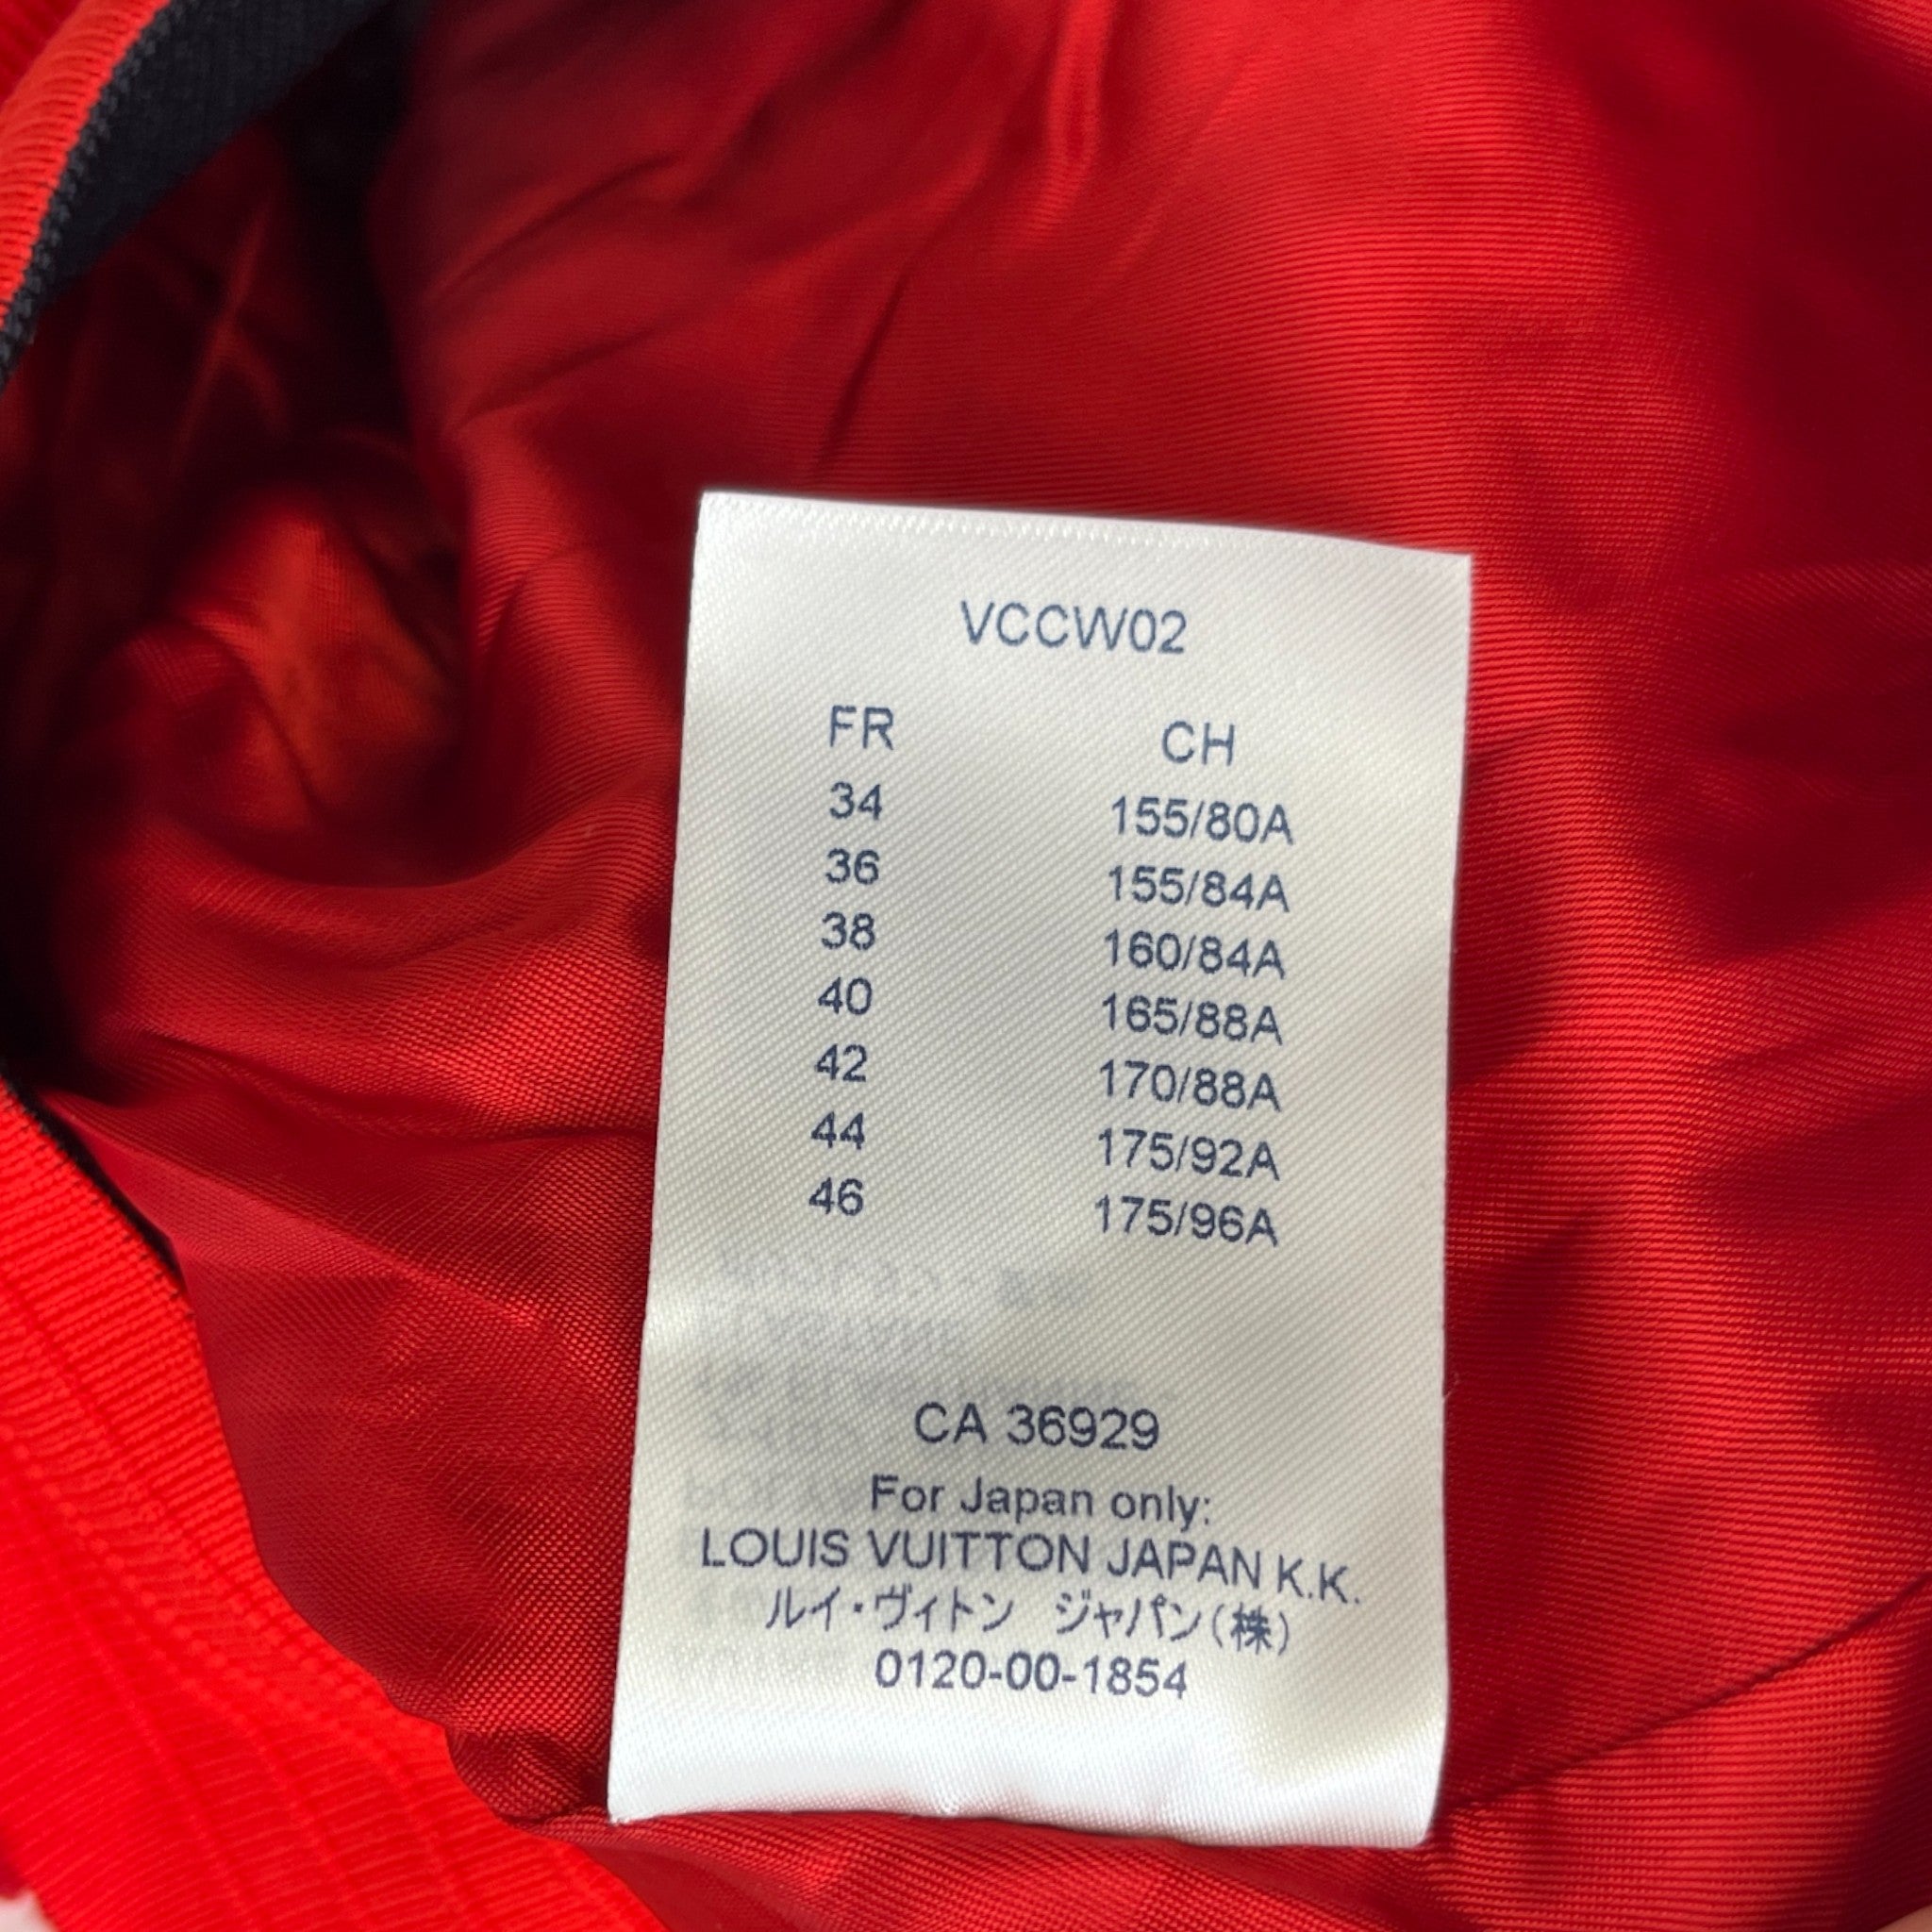 VCCW02
FR CH
34 155/80A
36 155/84A
38 160/84A
40 165/88A
42 170/88A
44 175/92A
46 175/96A
CA 36929
For Japan only:
LOUIS VUITTON JAPAN K.K.
ルイ・ヴィトン ジャパン(株)
0120-00-1854